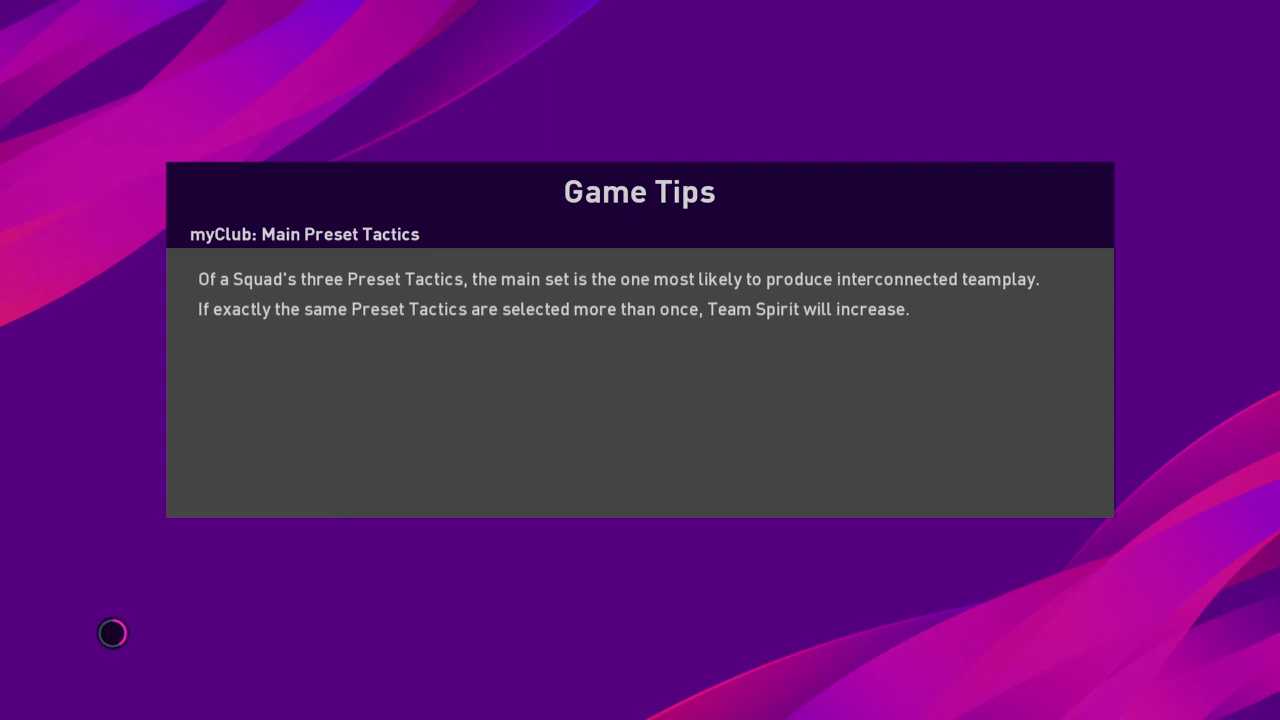 Game Tips
myClub: Main Preset Tactics
Of a Squad's three Preset Tactics, the main set is the one most likely to produce interconnected teamplay.
If exactly the same Preset Tactics are selected more than once, Team Spirit will increase.